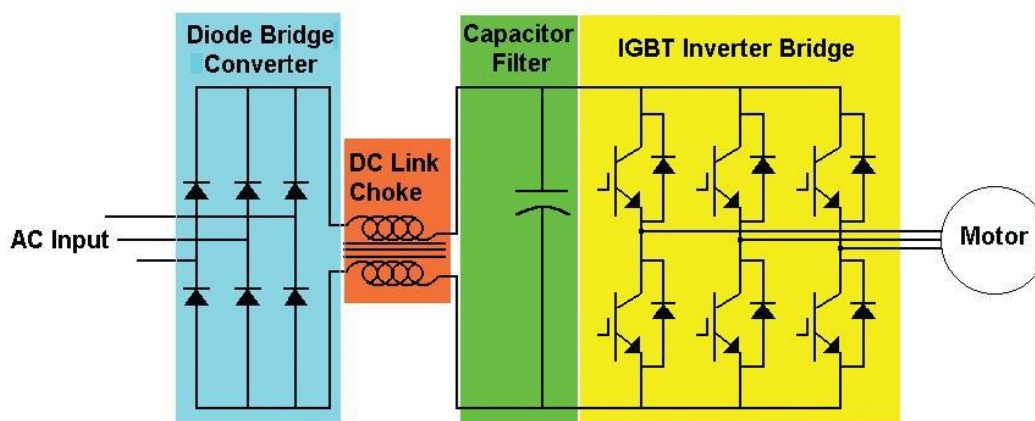 Diode Bridge
Converter
Capacitor
Filter
IGBT Inverter Bridge
DC Link
Choke
AC Input
Motor